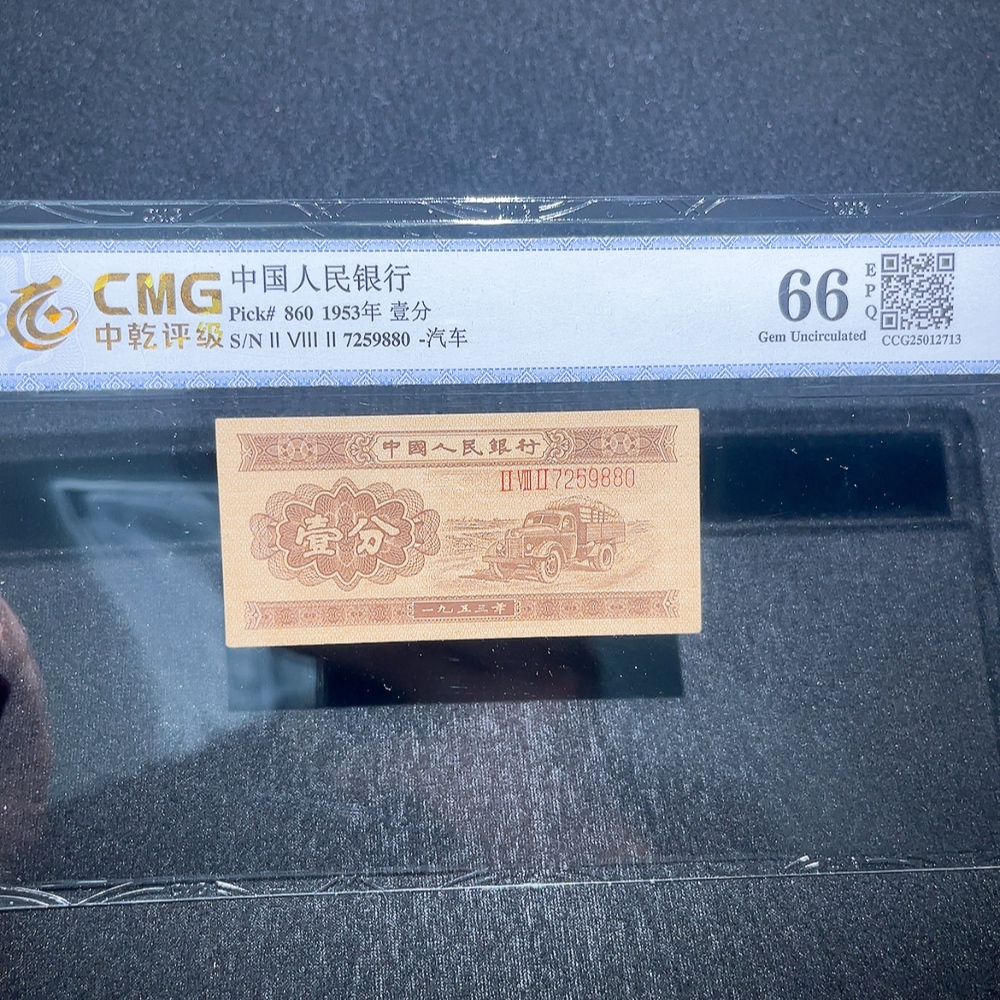 CMG
中乾评级
中国人民银行
Pick# 860 1953年 壹分
S/N II VIII II 7259880 -汽车
66
EPQ
Gem Uncirculated
CCG25012713
中國人民銀行
II VIII II 7259880
壹分
一九五三年